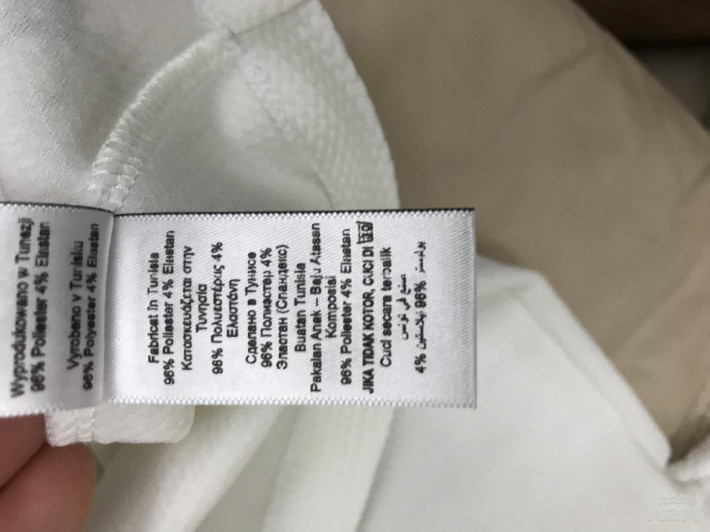 Wyprodukowano w Tunezji
96% Poliester 4% Elastan
Vyrobeno v Tunisku
96% Polyester 4% Elastan
Fabricat în Tunisia
96% Poliester 4% Elastan
Κατασκευάζεται στην
Τυνησία
96% Πολυεστέρας 4%
Ελαστάνη
Сделано в Тунисе
96% Полиэстер 4%
Эластан (Спандекс)
Buatan Tunisia
Pakaian Anak – Baju Atasan
Komposisi
96% Poliester 4% Elastan
JIKA TIDAK KOTOR, CUCI DI 30
Cuci secara terbalik
صنع في تونس
بوليستر 96%
4%